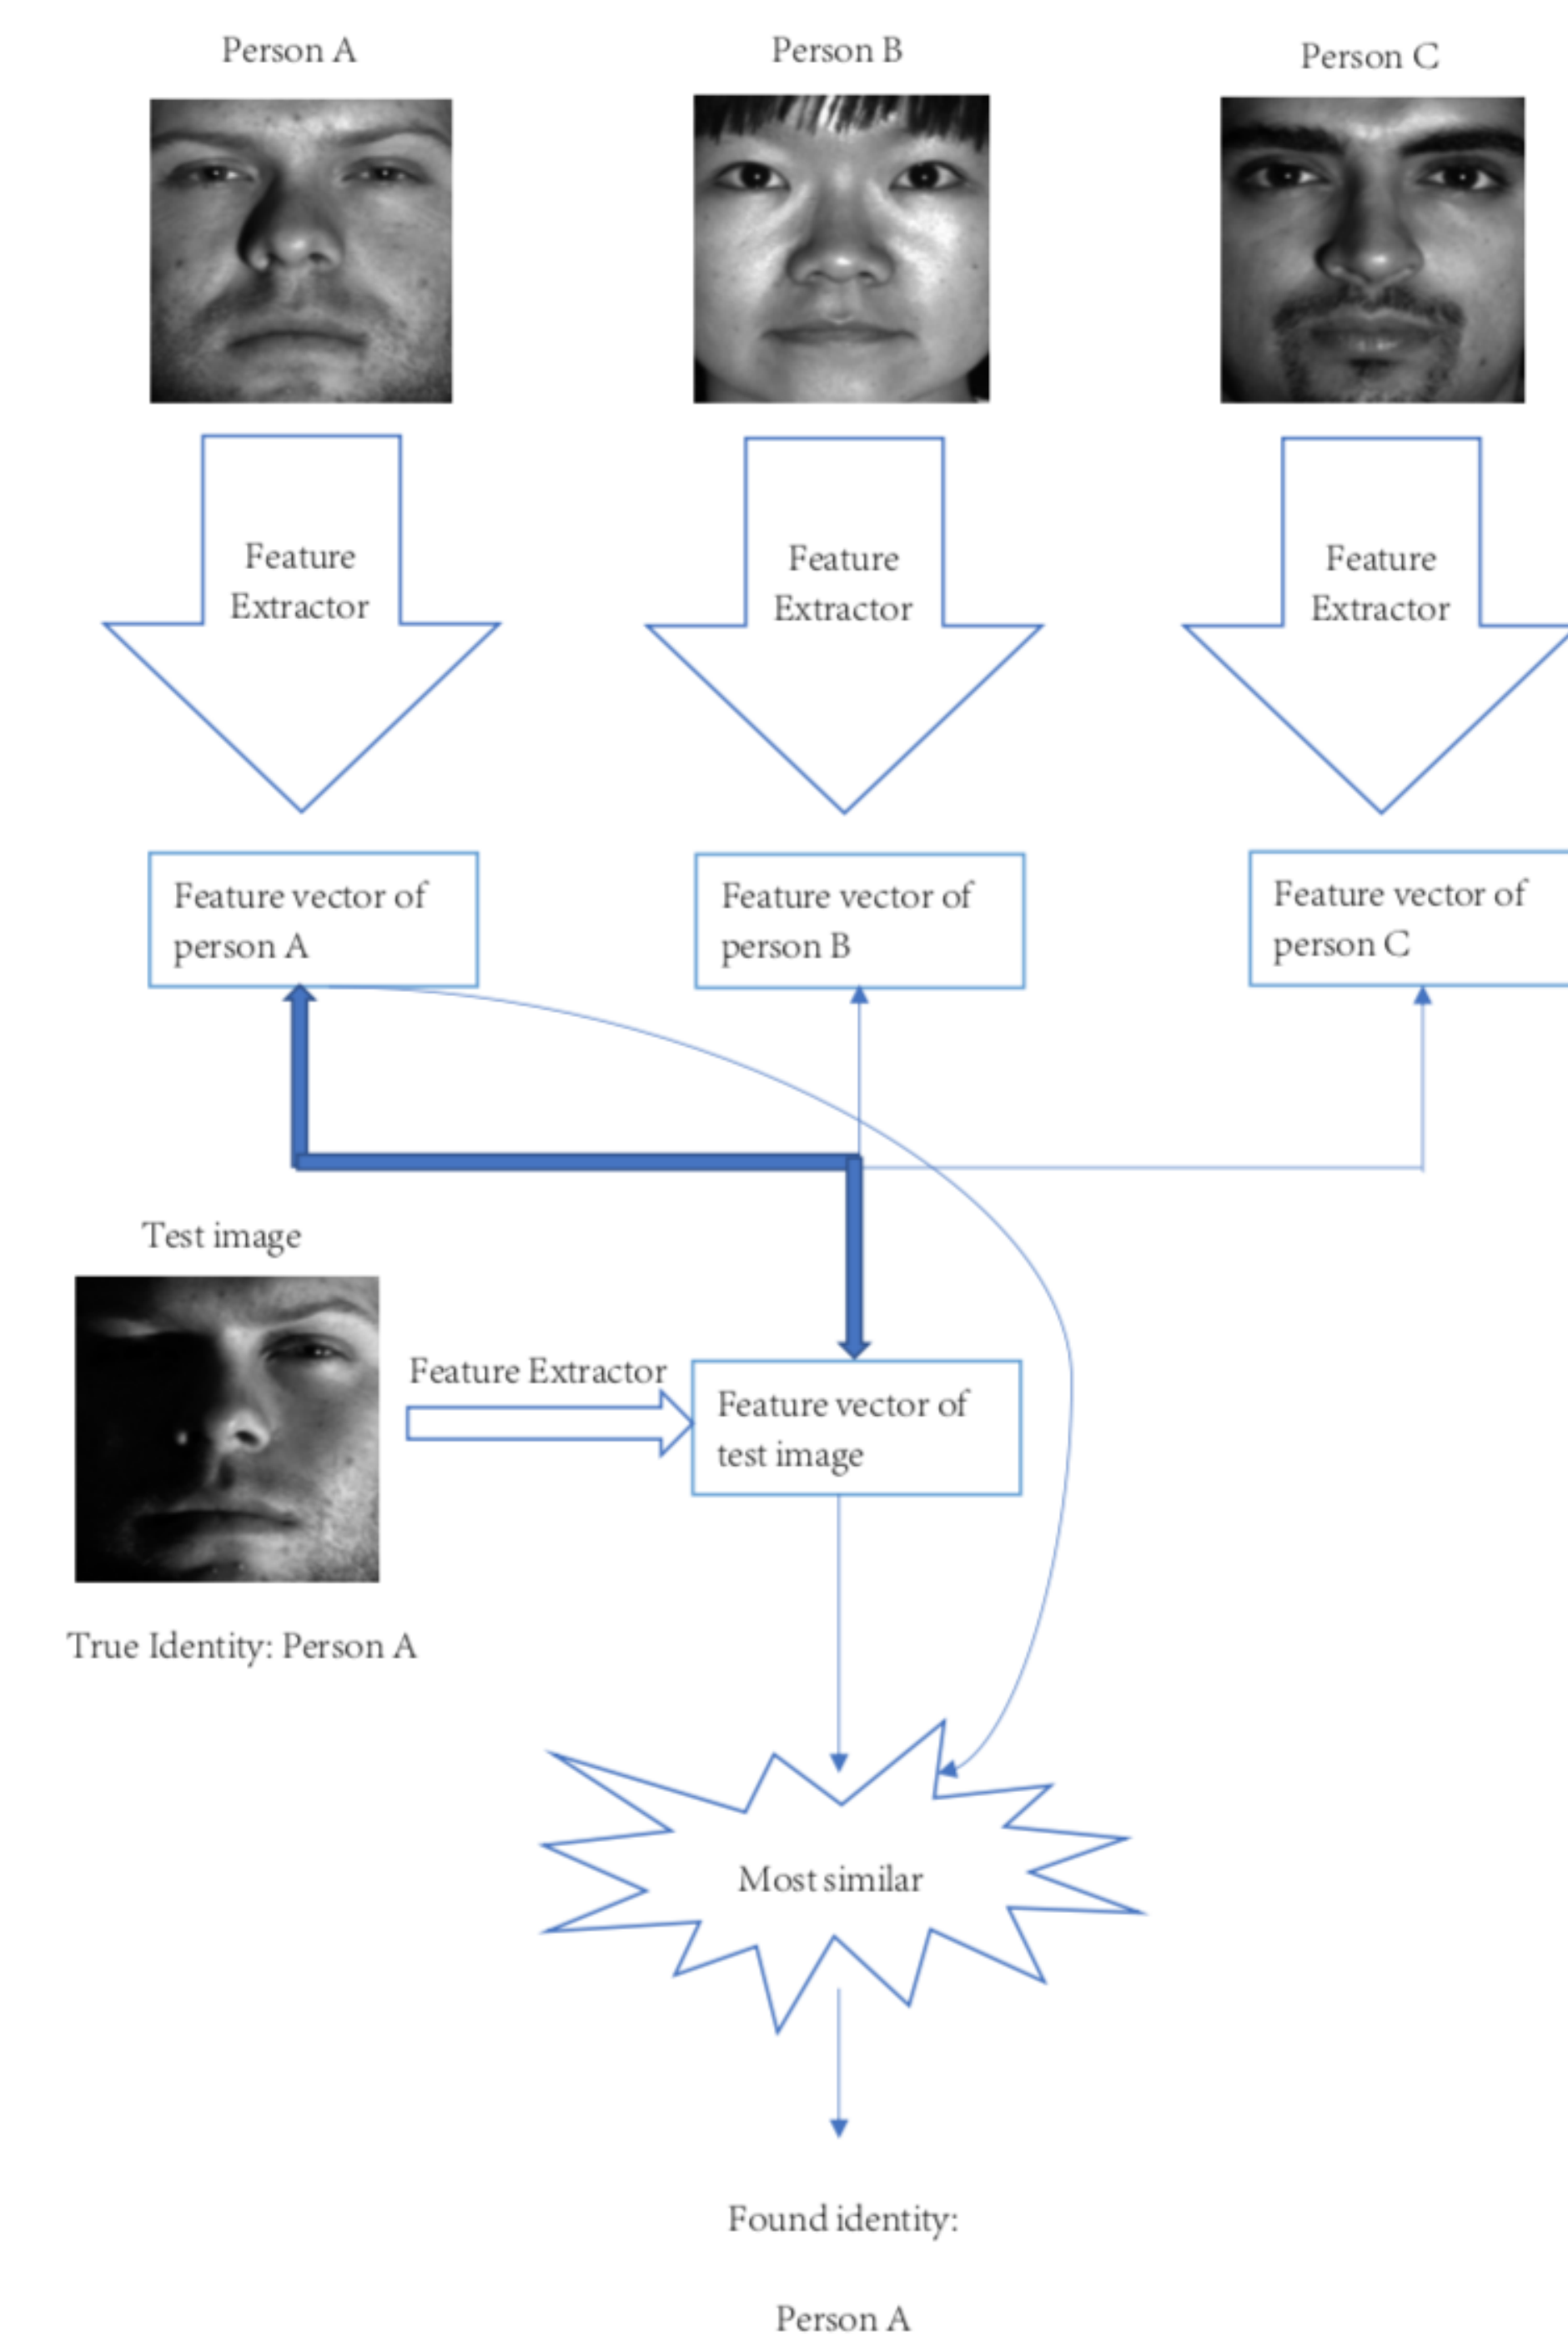 Person A
Person B
Person C
Feature
Extractor
Feature
Extractor
Feature
Extractor
Feature vector of
person A
Feature vector of
person B
Feature vector of
person C
Test image
Feature Extractor
Feature vector of
test image
True Identity: Person A
Most similar
Found identity:
Person A